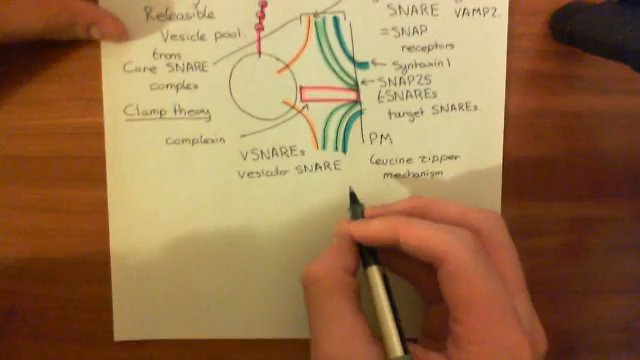 Releasible
Vesicle pool
trans
Core SNARE
complex
Clamp theory
complexin
vSNAREs
Vesicular SNARE
SNARE
VAMP2
= SNAP
receptors
Syntaxin 1
SNAP25
tSNAREs
target SNAREs
PM
Leucine zipper
mechanism